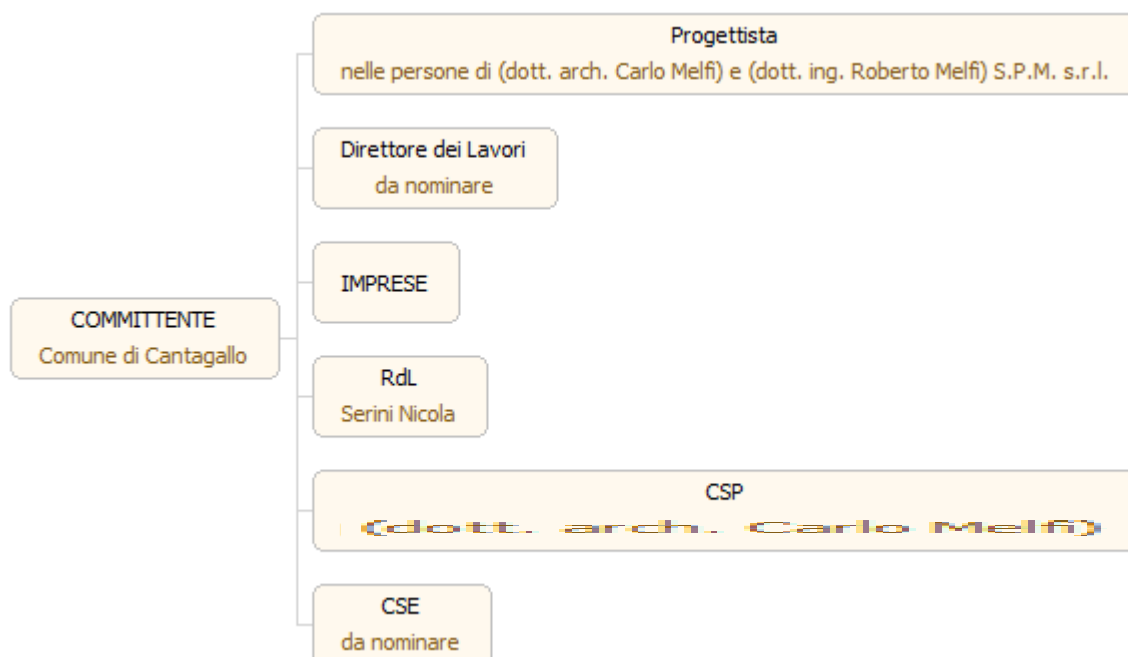 Progettista
nelle persone di (dott. arch. Carlo Melfi) e (dott. ing. Roberto Melfi) S.P.M. s.r.l.
Direttore dei Lavori
da nominare
IMPRESE
COMMITTENTE
Comune di Cantagallo
RdL
Serini Nicola
CSP
(dott. arch. Carlo Melfi)
CSE
da nominare